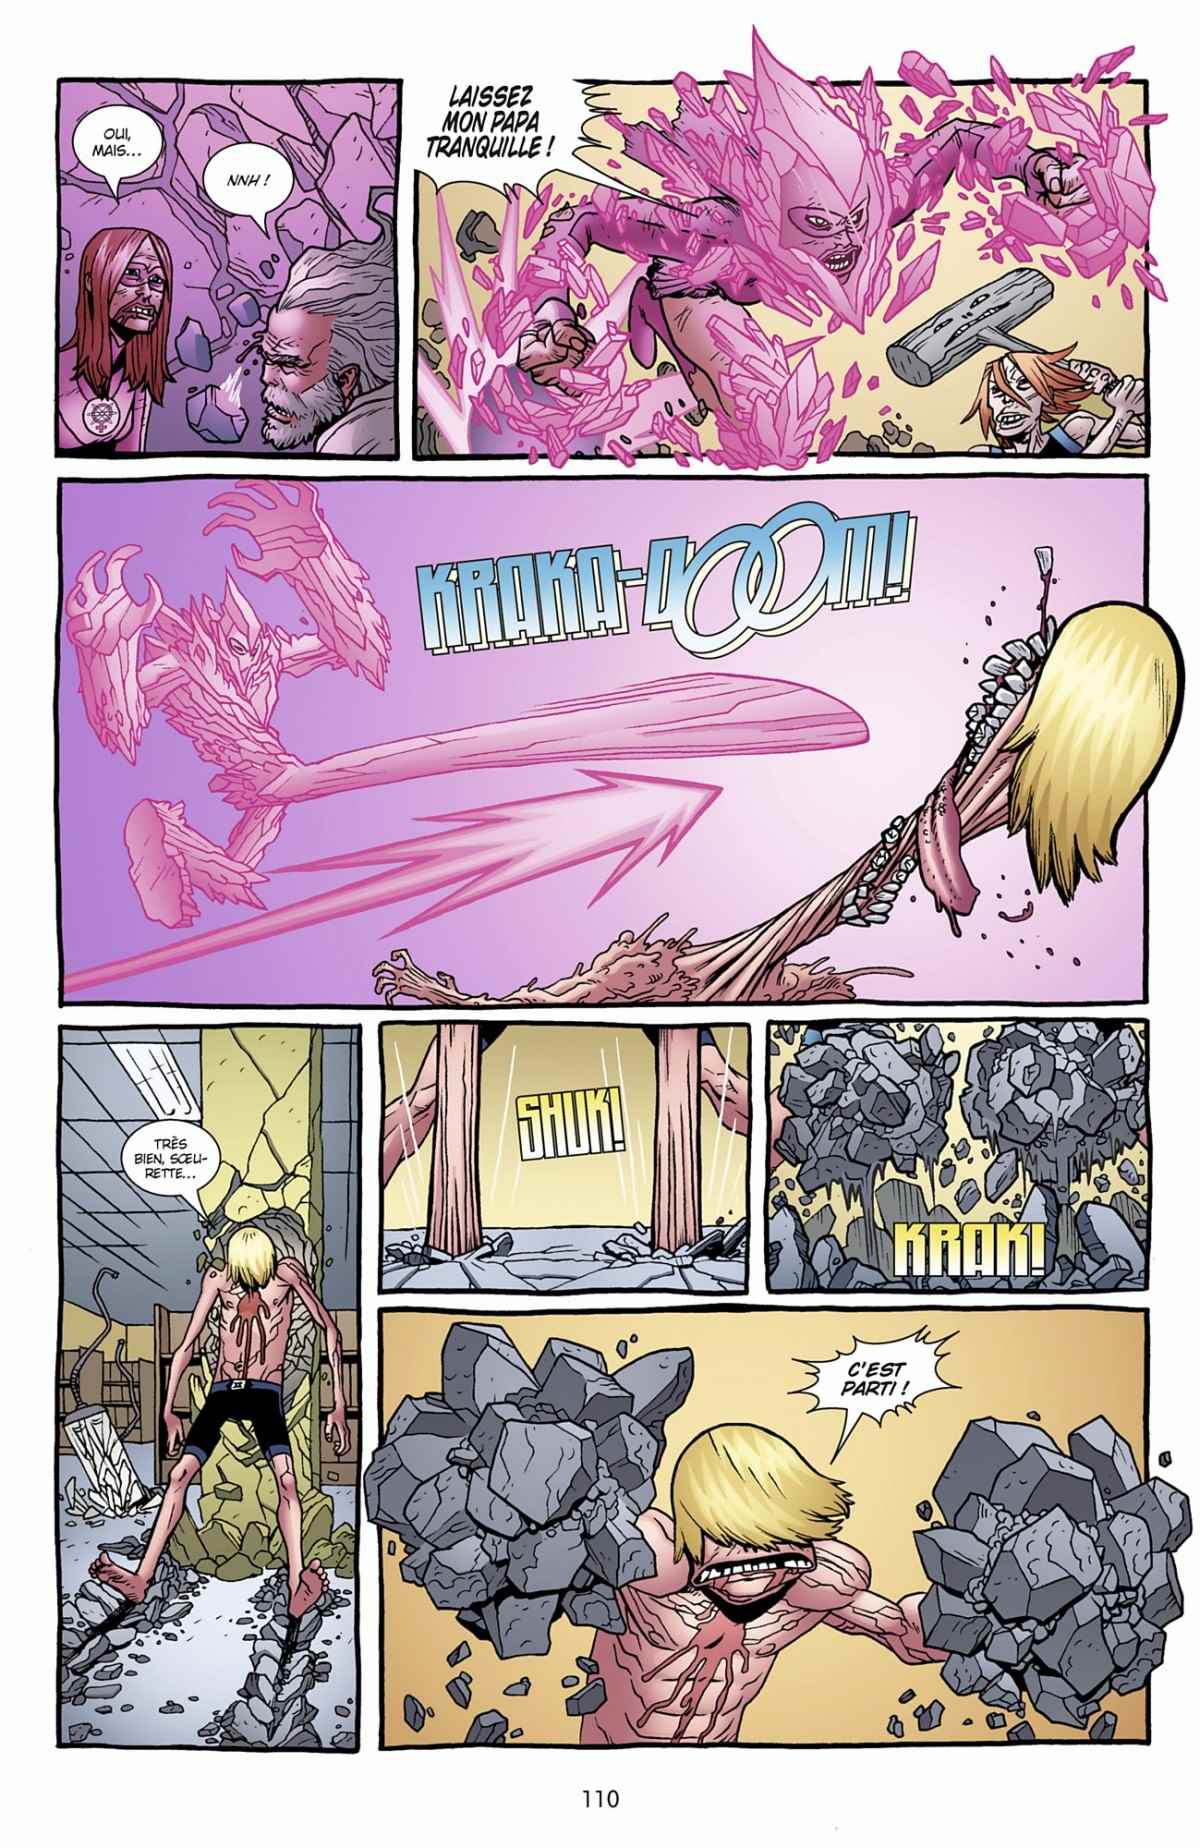 OUI,
MAIS...
NNH !
LAISSEZ
MON PAPA
TRANQUILLE !
KRAKA-DOOM!
TRÈS
BIEN, SŒU-
RETTE...
SHUK!
KRAK!
C'EST
PARTI !
110